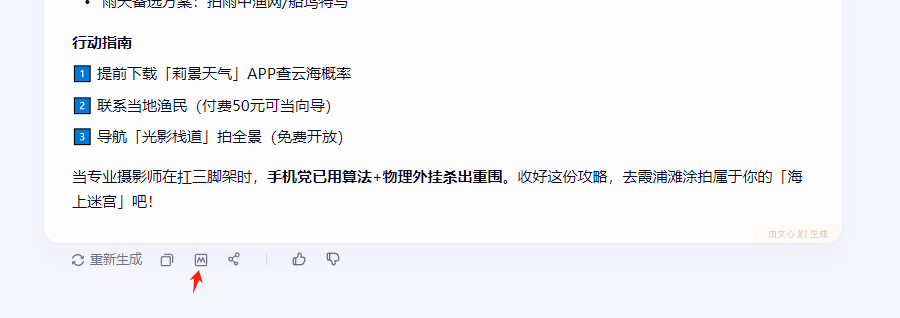 • 雨天备选方案：拍雨中渔网/船坞特写
行动指南
1 提前下载「莉景天气」APP查云海概率
2 联系当地渔民（付费50元可当向导）
3 导航「光影栈道」拍全景（免费开放）
当专业摄影师在扛三脚架时，手机党已用算法+物理外挂杀出重围。收好这份攻略，去霞浦滩涂拍属于你的「海
上迷宫」吧！
由文心 X1 生成
重新生成